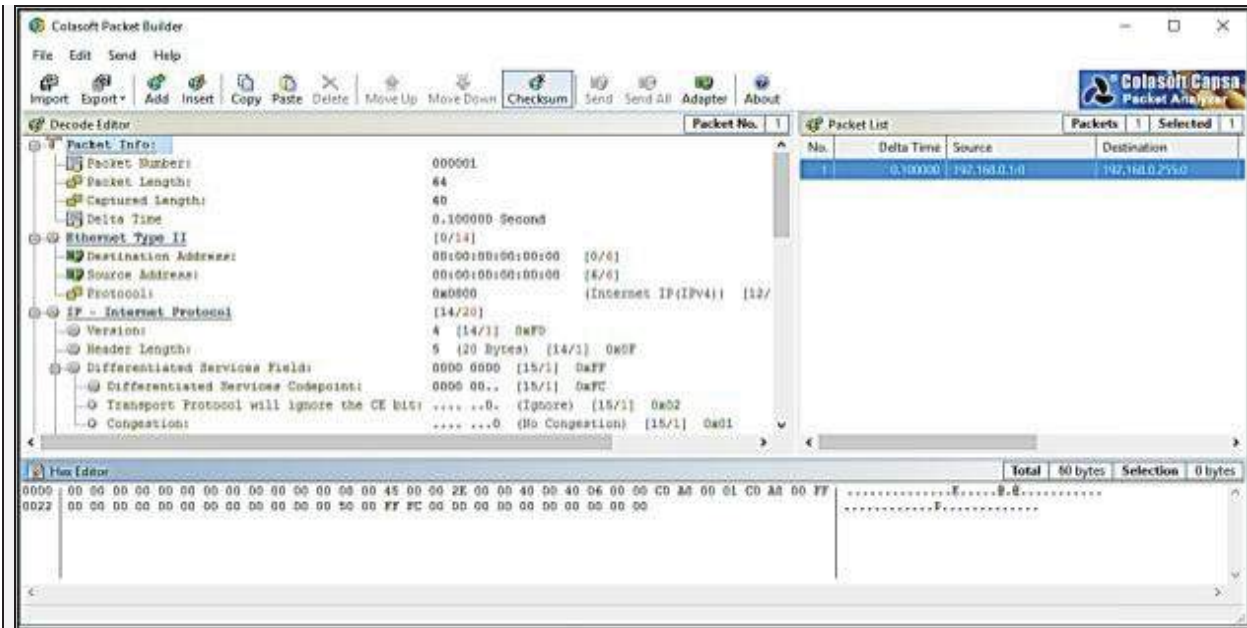 Colasoft Packet Builder
File Edit Send Help
Import Export Add Insert Copy Paste Delete Move Up Move Down Checksum Send Send All Adapter About
Colasoft Capsa
Packet Analyzer
Decode Editor Packet No. 1
Packet Info:
Packet Number: 000001
Packet Length: 64
Captured Length: 60
Delta Time 0.100000 Second
Ethernet Type II [0/14]
Destination Address: 00:00:00:00:00:00 [0/6]
Source Address: 00:00:00:00:00:00 [6/6]
Protocol: (Internet IP(IPv4)) [12/
IP - Internet Protocol [14/20]
Version: 4 [14/1] 0xF0
Header Length: 5 (20 Bytes) [14/1] 0x0F
Differentiated Services Field: 0000 0000 [15/1] 0xFF
Differentiated Services Codepoint: 0000 00.. [15/1] 0xFC
Transport Protocol will ignore the CE bit: .... ..0. (Ignore) [15/1] 0x02
Congestion: .... ...0 (No Congestion) [15/1] 0x01
Packet List Packets 1 Selected 1
No. Delta Time Source Destination
1 0.100000 192.168.0.1:0 192.168.0.255:0
Hex Editor Total 60 bytes Selection 0 bytes
0000 00 00 00 00 00 00 00 00 00 00 00 00 00 00 45 00 00 2E 00 00 40 00 40 06 00 00 C0 A8 00 01 C0 A8 00 FF ..............E.....@.@...........
0022 00 00 00 00 00 00 00 00 00 00 00 00 50 00 FF FC 00 00 00 00 00 00 00 00 00 00 ............P.............